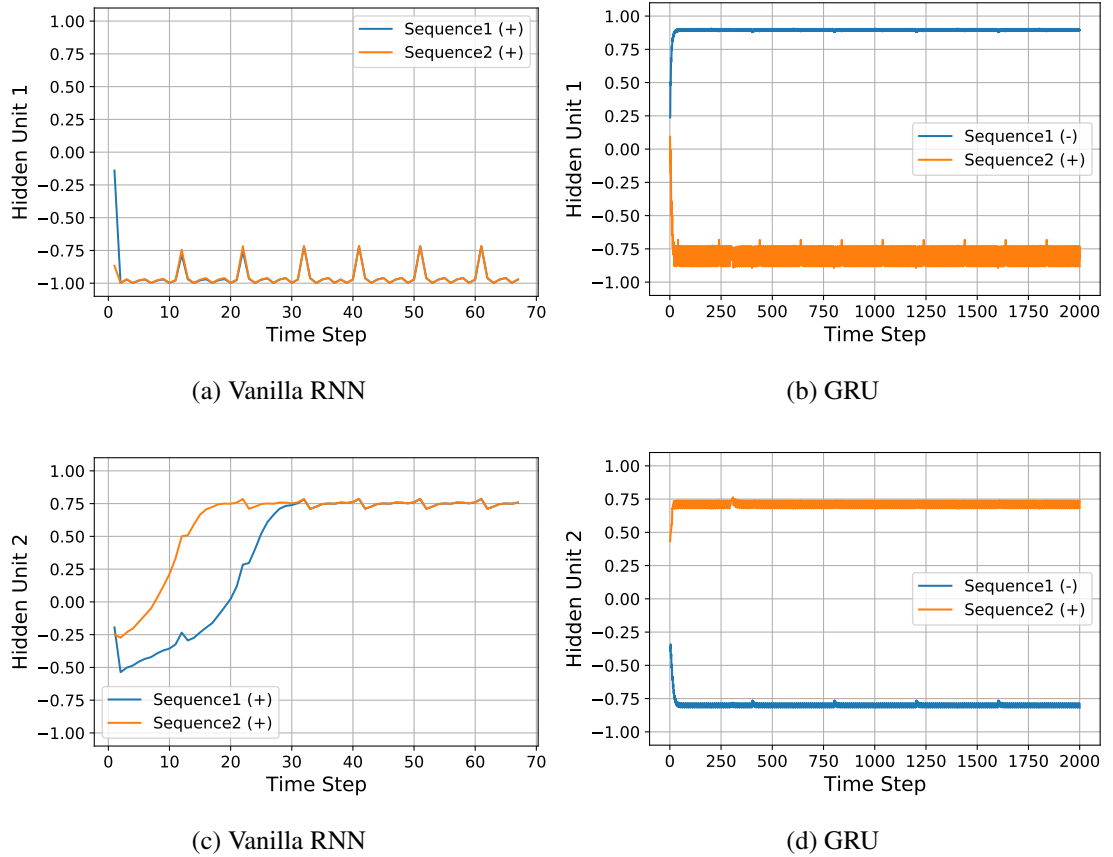 1.00
0.75
0.50
0.25
0.00
−0.25
−0.50
−0.75
−1.00
Hidden Unit 1
Sequence1 (+)
Sequence2 (+)
0 10 20 30 40 50 60 70
Time Step
(a) Vanilla RNN
1.00
0.75
0.50
0.25
0.00
−0.25
−0.50
−0.75
−1.00
Hidden Unit 1
Sequence1 (-)
Sequence2 (+)
0 250 500 750 1000 1250 1500 1750 2000
Time Step
(b) GRU
1.00
0.75
0.50
0.25
0.00
−0.25
−0.50
−0.75
−1.00
Hidden Unit 2
Sequence1 (+)
Sequence2 (+)
0 10 20 30 40 50 60 70
Time Step
(c) Vanilla RNN
1.00
0.75
0.50
0.25
0.00
−0.25
−0.50
−0.75
−1.00
Hidden Unit 2
Sequence1 (-)
Sequence2 (+)
0 250 500 750 1000 1250 1500 1750 2000
Time Step
(d) GRU